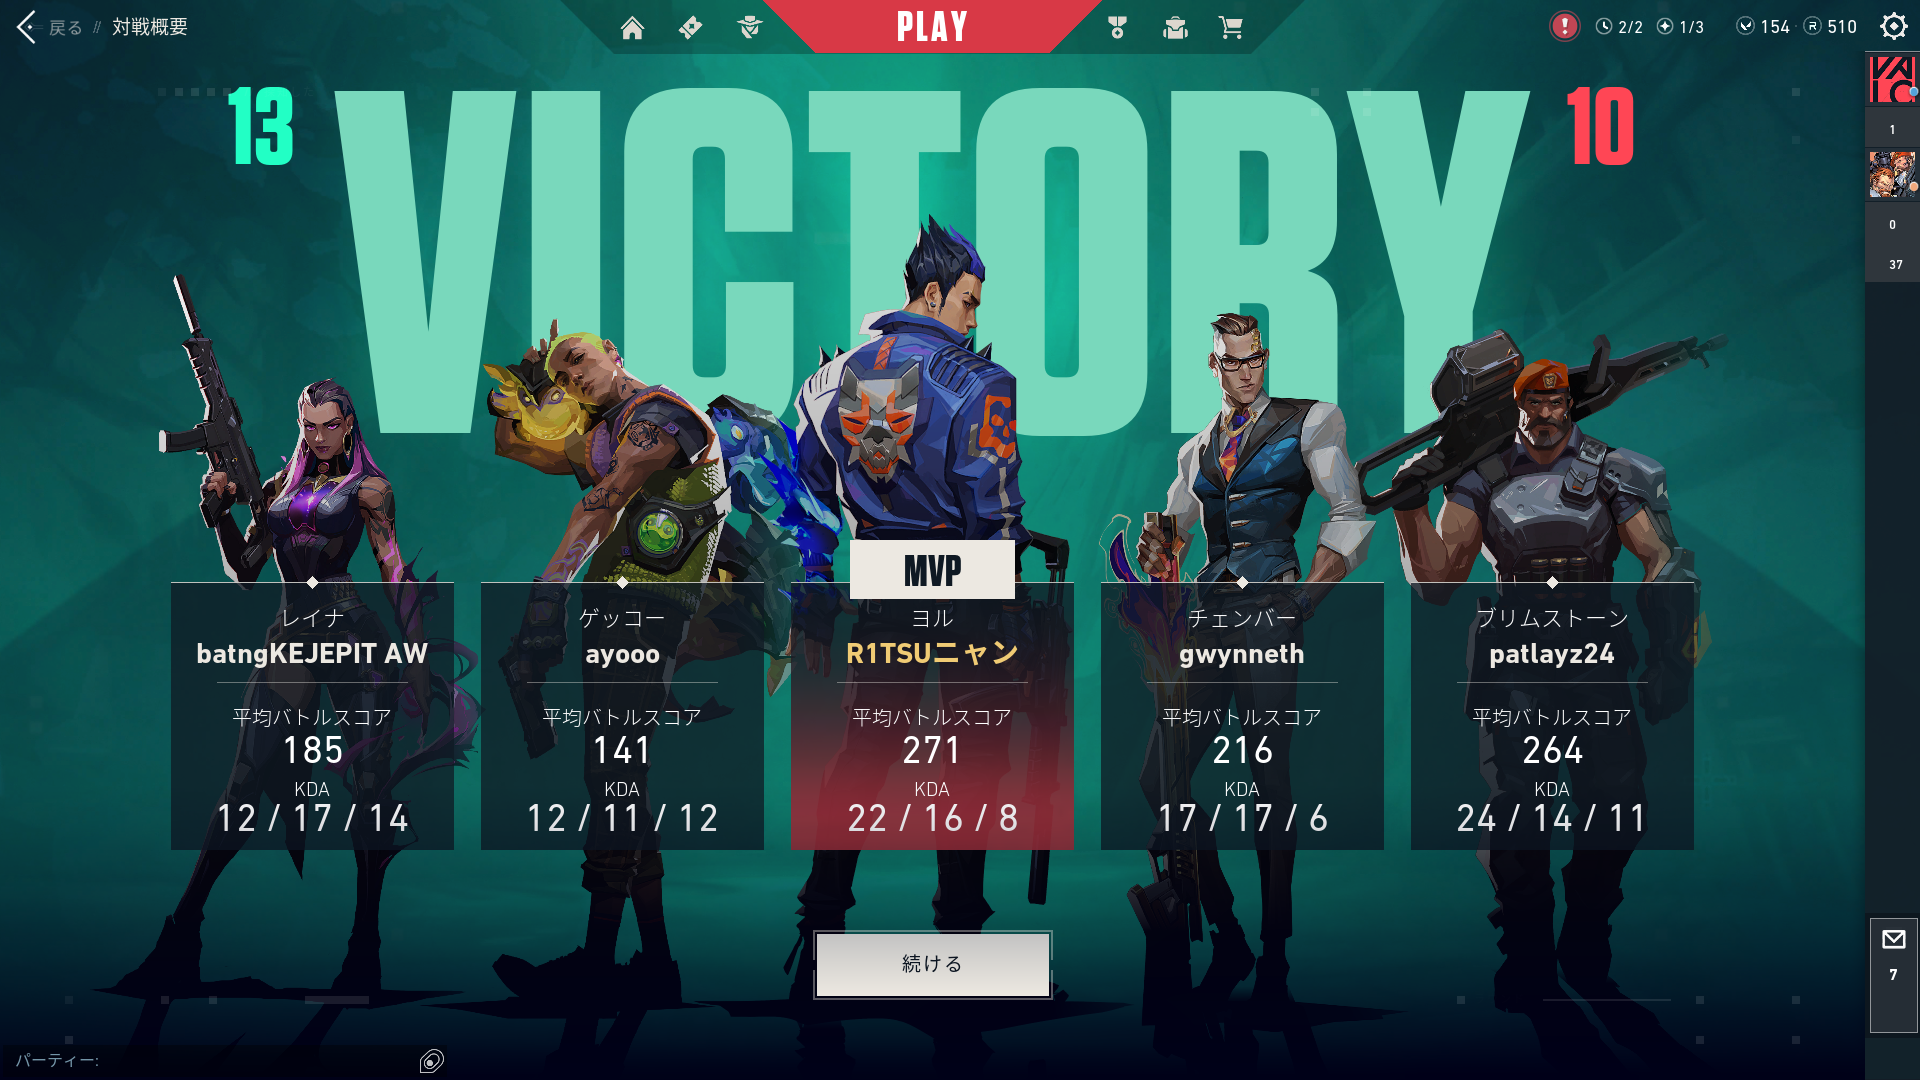 戻る // 対戦概要
PLAY
2/2
1/3
154
R 510
13
VICTORY
10
1
0
37
MVP
レイナ
batngKEJEPIT AW
平均バトルスコア
185
KDA
12 / 17 / 14
ゲッコー
ayooo
平均バトルスコア
141
KDA
12 / 11 / 12
ヨル
R1TSUニャン
平均バトルスコア
271
KDA
22 / 16 / 8
チェンバー
gwynneth
平均バトルスコア
216
KDA
17 / 17 / 6
ブリムストーン
patlayz24
平均バトルスコア
264
KDA
24 / 14 / 11
続ける
7
パーティー: